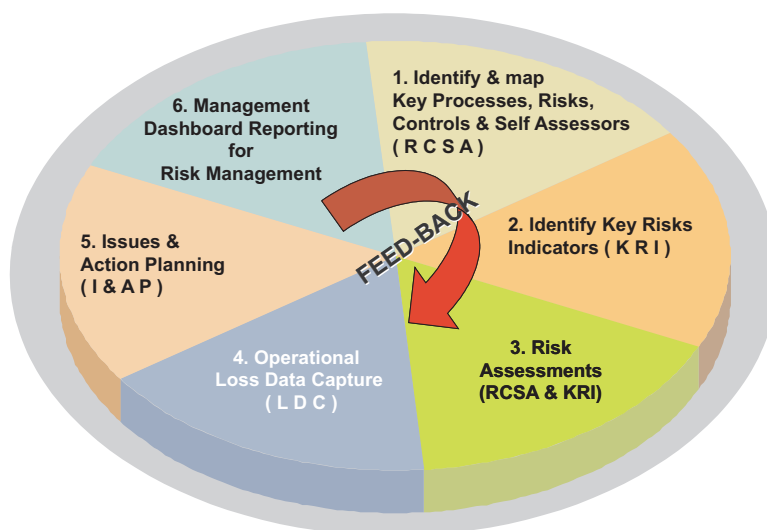 1. Identify & map
Key Processes, Risks,
Controls & Self Assessors
( R C S A )
2. Identify Key Risks
Indicators ( K R I )
3. Risk
Assessments
(RCSA & KRI)
4. Operational
Loss Data Capture
( L D C )
5. Issues &
Action Planning
( I & A P )
6. Management
Dashboard Reporting
for
Risk Management
FEED-BACK